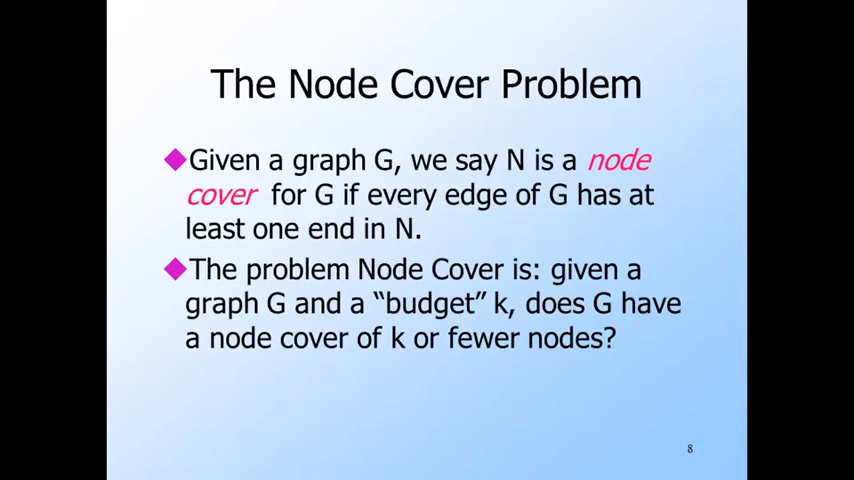 The Node Cover Problem
Given a graph G, we say N is a node
cover for G if every edge of G has at
least one end in N.
The problem Node Cover is: given a
graph G and a “budget” k, does G have
a node cover of k or fewer nodes?
8